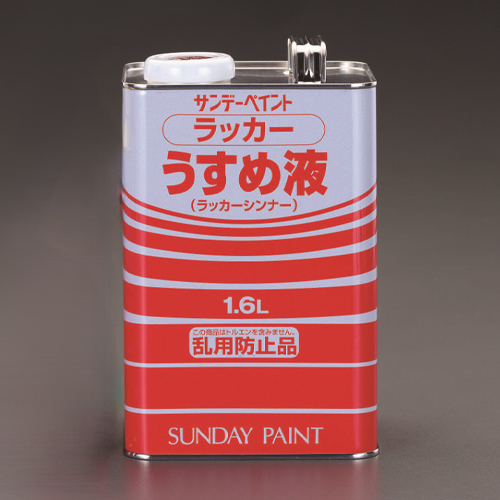 サンデーペイント
ラッカー
うすめ液
(ラッカーシンナー)
1.6L
この商品はトルエンを含みません。
乱用防止品
SUNDAY PAINT